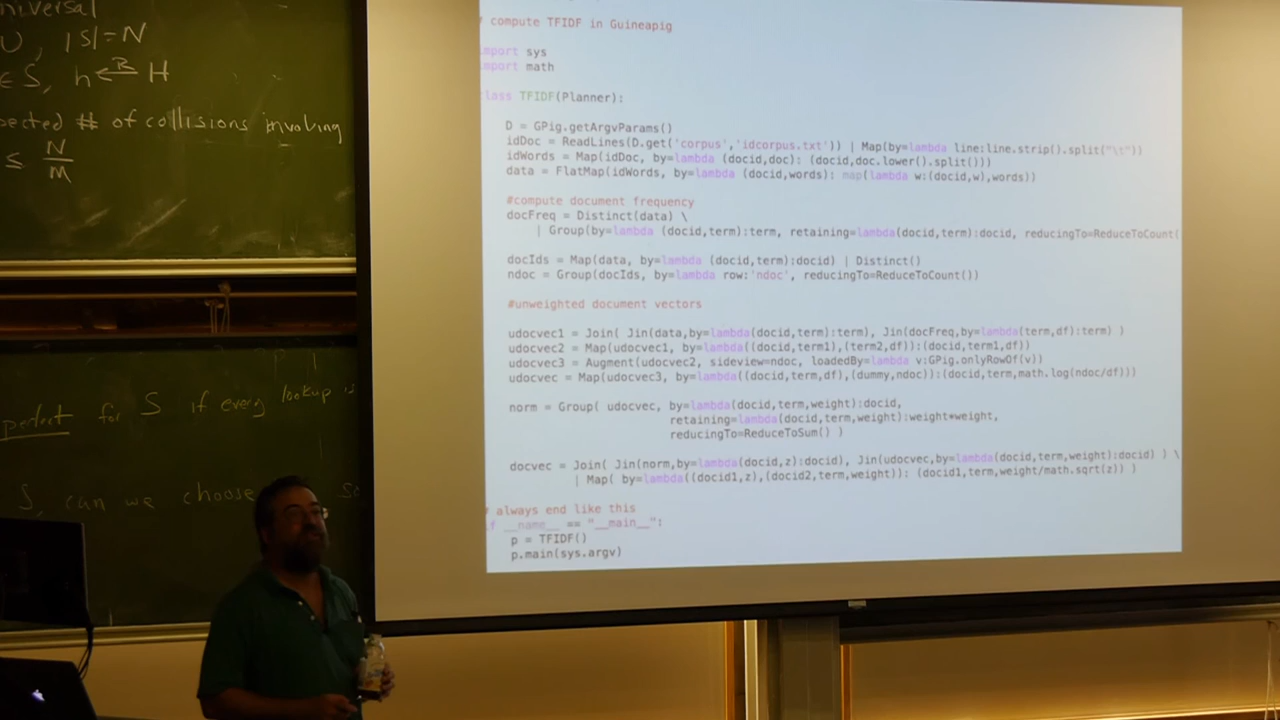 niversal
U, |S|=N
∈ S, h ←R H
pected # of collisions involving
≤ N/M
perfect for S if every lookup is
S, can we choose so
# compute TFIDF in Guineapig
import sys
import math
class TFIDF(Planner):
D = GPig.getArgvParams()
idDoc = ReadLines(D.get('corpus','idcorpus.txt')) | Map(by=lambda line:line.strip().split("\t"))
idWords = Map(idDoc, by=lambda (docid,doc): (docid,doc.lower().split()))
data = FlatMap(idWords, by=lambda (docid,words): map(lambda w:(docid,w),words))
#compute document frequency
docFreq = Distinct(data) \
| Group(by=lambda (docid,term):term, retaining=lambda(docid,term):docid, reducingTo=ReduceToCount(
docIds = Map(data, by=lambda (docid,term):docid) | Distinct()
ndoc = Group(docIds, by=lambda row:'ndoc', reducingTo=ReduceToCount())
#unweighted document vectors
udocvec1 = Join( Jin(data,by=lambda(docid,term):term), Jin(docFreq,by=lambda(term,df):term) )
udocvec2 = Map(udocvec1, by=lambda((docid,term1),(term2,df)):(docid,term1,df))
udocvec3 = Augment(udocvec2, sideview=ndoc, loadedBy=lambda v:GPig.onlyRowOf(v))
udocvec = Map(udocvec3, by=lambda((docid,term,df),(dummy,ndoc)):(docid,term,math.log(ndoc/df)))
norm = Group( udocvec, by=lambda(docid,term,weight):docid,
retaining=lambda(docid,term,weight):weight*weight,
reducingTo=ReduceToSum() )
docvec = Join( Jin(norm,by=lambda(docid,z):docid), Jin(udocvec,by=lambda(docid,term,weight):docid) ) \
| Map( by=lambda((docid1,z),(docid2,term,weight)): (docid1,term,weight/math.sqrt(z)) )
# always end like this
if __name__ == "__main__":
p = TFIDF()
p.main(sys.argv)